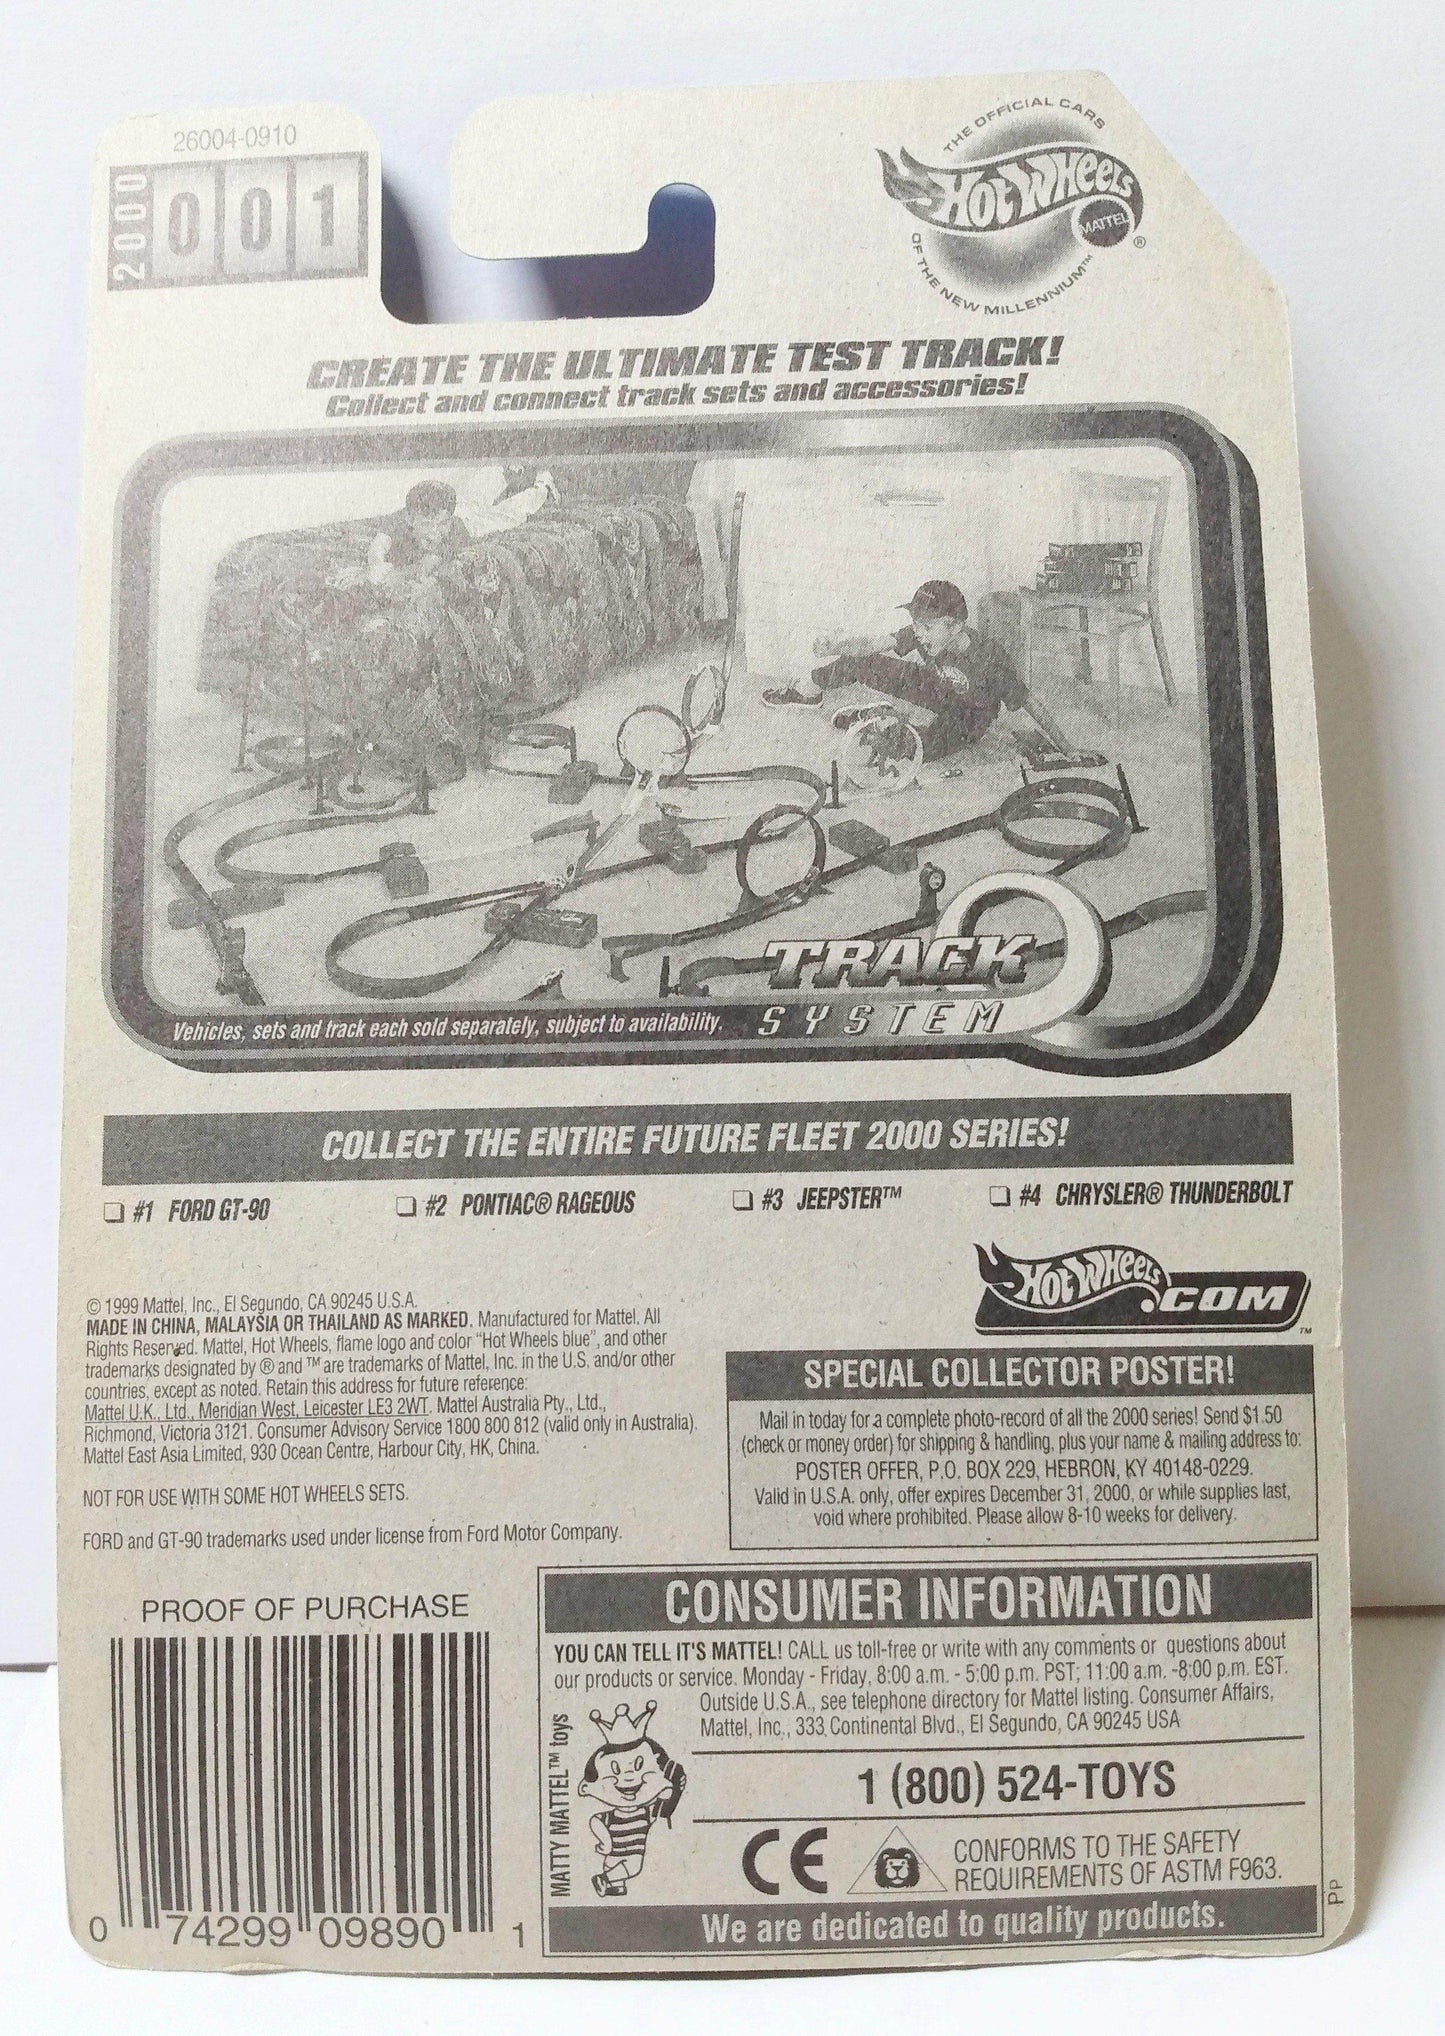 26004-0910
2000 001
THE OFFICIAL CARS
Hot Wheels
MATTEL ®
OF THE NEW MILLENNIUM™
CREATE THE ULTIMATE TEST TRACK!
Collect and connect track sets and accessories!
TRACK
SYSTEM
Vehicles, sets and track each sold separately, subject to availability.
COLLECT THE ENTIRE FUTURE FLEET 2000 SERIES!
❏ #1 FORD GT-90 ❏ #2 PONTIAC® RAGEOUS ❏ #3 JEEPSTER™ ❏ #4 CHRYSLER® THUNDERBOLT
Hot Wheels.COM™
© 1999 Mattel, Inc., El Segundo, CA 90245 U.S.A.
MADE IN CHINA, MALAYSIA OR THAILAND AS MARKED. Manufactured for Mattel. All
Rights Reserved. Mattel, Hot Wheels, flame logo and color "Hot Wheels blue", and other
trademarks designated by ® and ™ are trademarks of Mattel, Inc. in the U.S. and/or other
countries, except as noted. Retain this address for future reference:
Mattel U.K., Ltd., Meridian West, Leicester LE3 2WT. Mattel Australia Pty., Ltd.,
Richmond, Victoria 3121. Consumer Advisory Service 1800 800 812 (valid only in Australia).
Mattel East Asia Limited, 930 Ocean Centre, Harbour City, HK, China.
NOT FOR USE WITH SOME HOT WHEELS SETS.
FORD and GT-90 trademarks used under license from Ford Motor Company.
SPECIAL COLLECTOR POSTER!
Mail in today for a complete photo-record of all the 2000 series! Send $1.50
(check or money order) for shipping & handling, plus your name & mailing address to:
POSTER OFFER, P.O. BOX 229, HEBRON, KY 40148-0229.
Valid in U.S.A. only, offer expires December 31, 2000, or while supplies last,
void where prohibited. Please allow 8-10 weeks for delivery.
PROOF OF PURCHASE
0 74299 09890 1
CONSUMER INFORMATION
YOU CAN TELL IT'S MATTEL! CALL us toll-free or write with any comments or questions about
our products or service. Monday - Friday, 8:00 a.m. - 5:00 p.m. PST; 11:00 a.m. -8:00 p.m. EST.
Outside U.S.A., see telephone directory for Mattel listing. Consumer Affairs,
Mattel, Inc., 333 Continental Blvd., El Segundo, CA 90245 USA
MATTY MATTEL™ toys
1 (800) 524-TOYS
CE
CONFORMS TO THE SAFETY
REQUIREMENTS OF ASTM F963.
We are dedicated to quality products.
PP